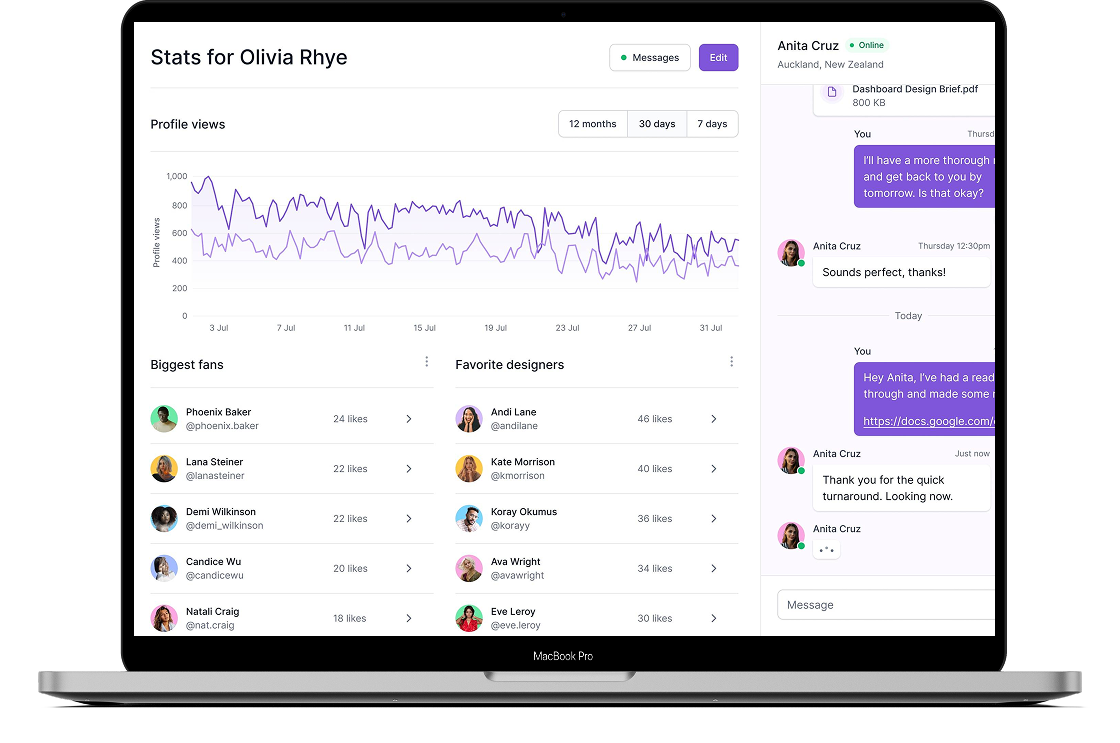 Stats for Olivia Rhye
Messages
Edit
Profile views
12 months
30 days
7 days
1,000
800
600
400
200
0
Profile views
3 Jul
7 Jul
11 Jul
15 Jul
19 Jul
23 Jul
27 Jul
31 Jul
Biggest fans
Phoenix Baker
@phoenix.baker
24 likes
Lana Steiner
@lanasteiner
22 likes
Demi Wilkinson
@demi_wilkinson
22 likes
Candice Wu
@candicewu
20 likes
Natali Craig
@nat.craig
18 likes
Favorite designers
Andi Lane
@andilane
46 likes
Kate Morrison
@kmorrison
40 likes
Koray Okumus
@korayy
36 likes
Ava Wright
@avawright
34 likes
Eve Leroy
@eve.leroy
30 likes
Anita Cruz
Online
Auckland, New Zealand
Dashboard Design Brief.pdf
800 KB
You
Thursd
I'll have a more thorough
and get back to you by
tomorrow. Is that okay?
Anita Cruz
Thursday 12:30pm
Sounds perfect, thanks!
Today
You
Hey Anita, I've had a read
through and made some
https://docs.google.com/
Anita Cruz
Just now
Thank you for the quick
turnaround. Looking now.
Anita Cruz
Message
MacBook Pro